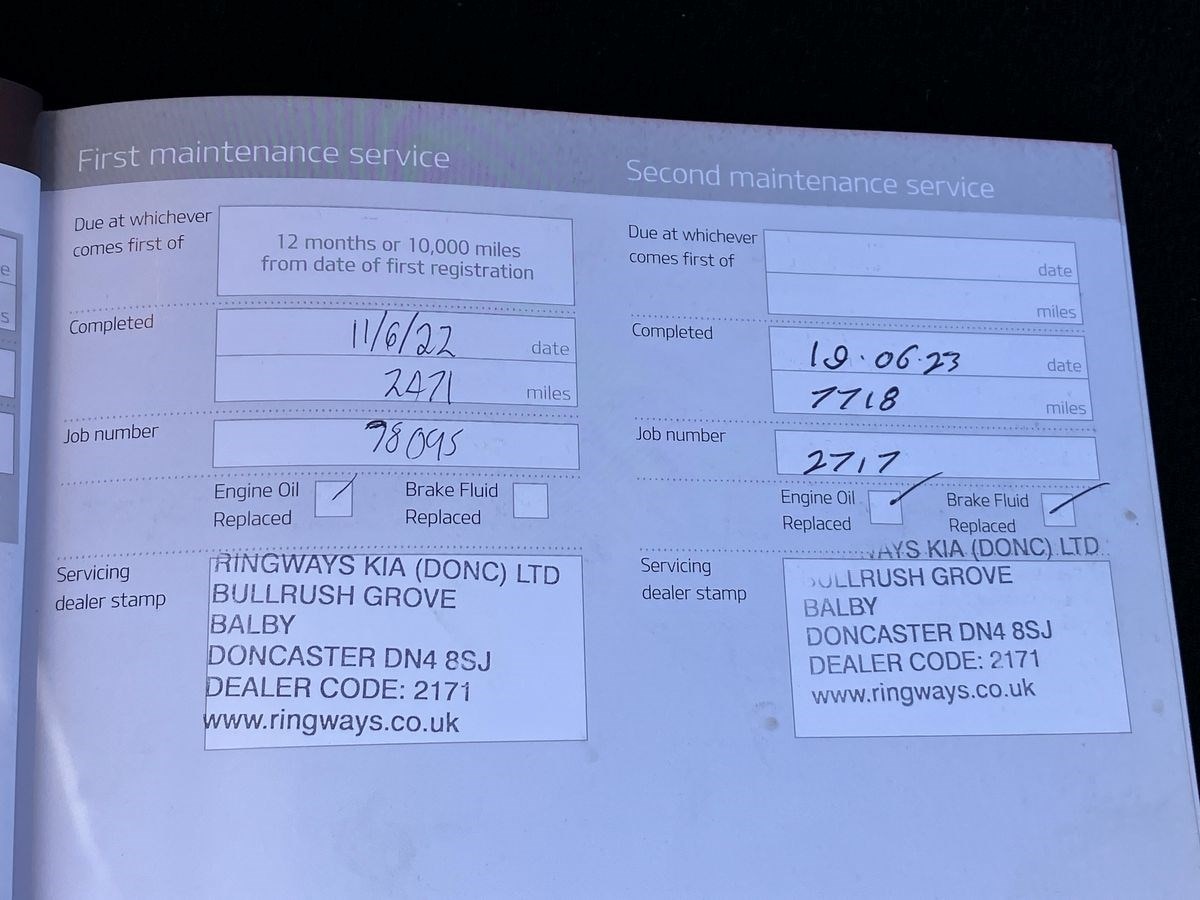 First maintenance service
Due at whichever
comes first of
12 months or 10,000 miles
from date of first registration
Completed
11/6/22 date
2471 miles
Job number
78095
Engine Oil
Replaced
Brake Fluid
Replaced
Servicing
dealer stamp
RINGWAYS KIA (DONC) LTD
BULLRUSH GROVE
BALBY
DONCASTER DN4 8SJ
DEALER CODE: 2171
www.ringways.co.uk
Second maintenance service
Due at whichever
comes first of
date
miles
Completed
19.06.23 date
7718 miles
Job number
2717
Engine Oil
Replaced
Brake Fluid
Replaced
Servicing
dealer stamp
KIA (DONC) LTD
BULLRUSH GROVE
BALBY
DONCASTER DN4 8SJ
DEALER CODE: 2171
www.ringways.co.uk
e
s